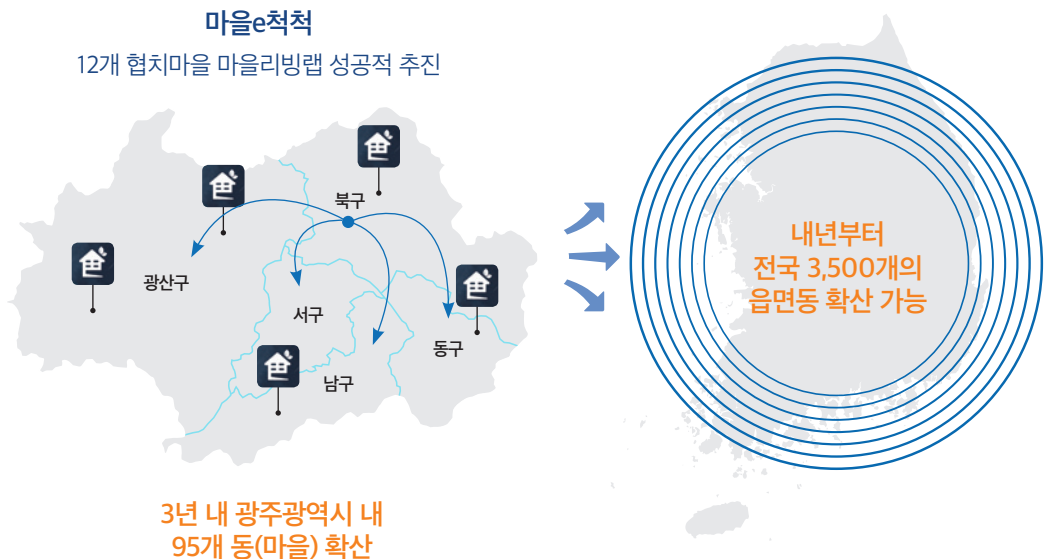 마을e척척
12개 협치마을 마을리빙랩 성공적 추진
북구
광산구
서구
동구
남구
3년 내 광주광역시 내
95개 동(마을) 확산
내년부터
전국 3,500개의
읍면동 확산 가능